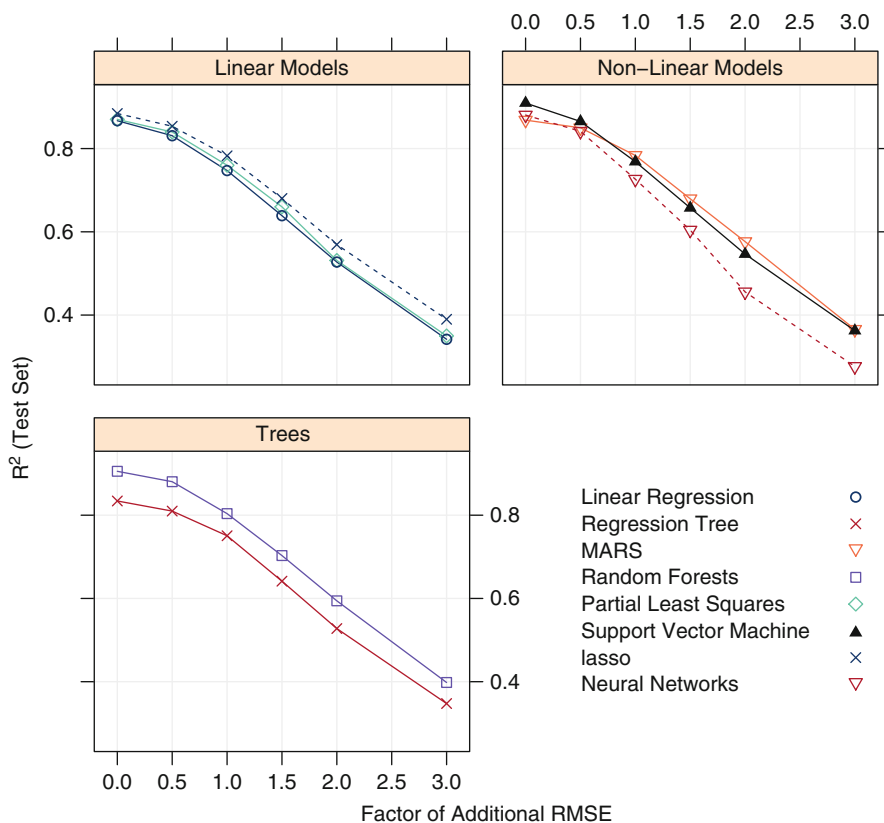 0.0 0.5 1.0 1.5 2.0 2.5 3.0
Linear Models
Non–Linear Models
0.8
0.6
0.4
R² (Test Set)
Trees
0.8
0.6
0.4
0.0 0.5 1.0 1.5 2.0 2.5 3.0
Factor of Additional RMSE
Linear Regression
Regression Tree
MARS
Random Forests
Partial Least Squares
Support Vector Machine
lasso
Neural Networks